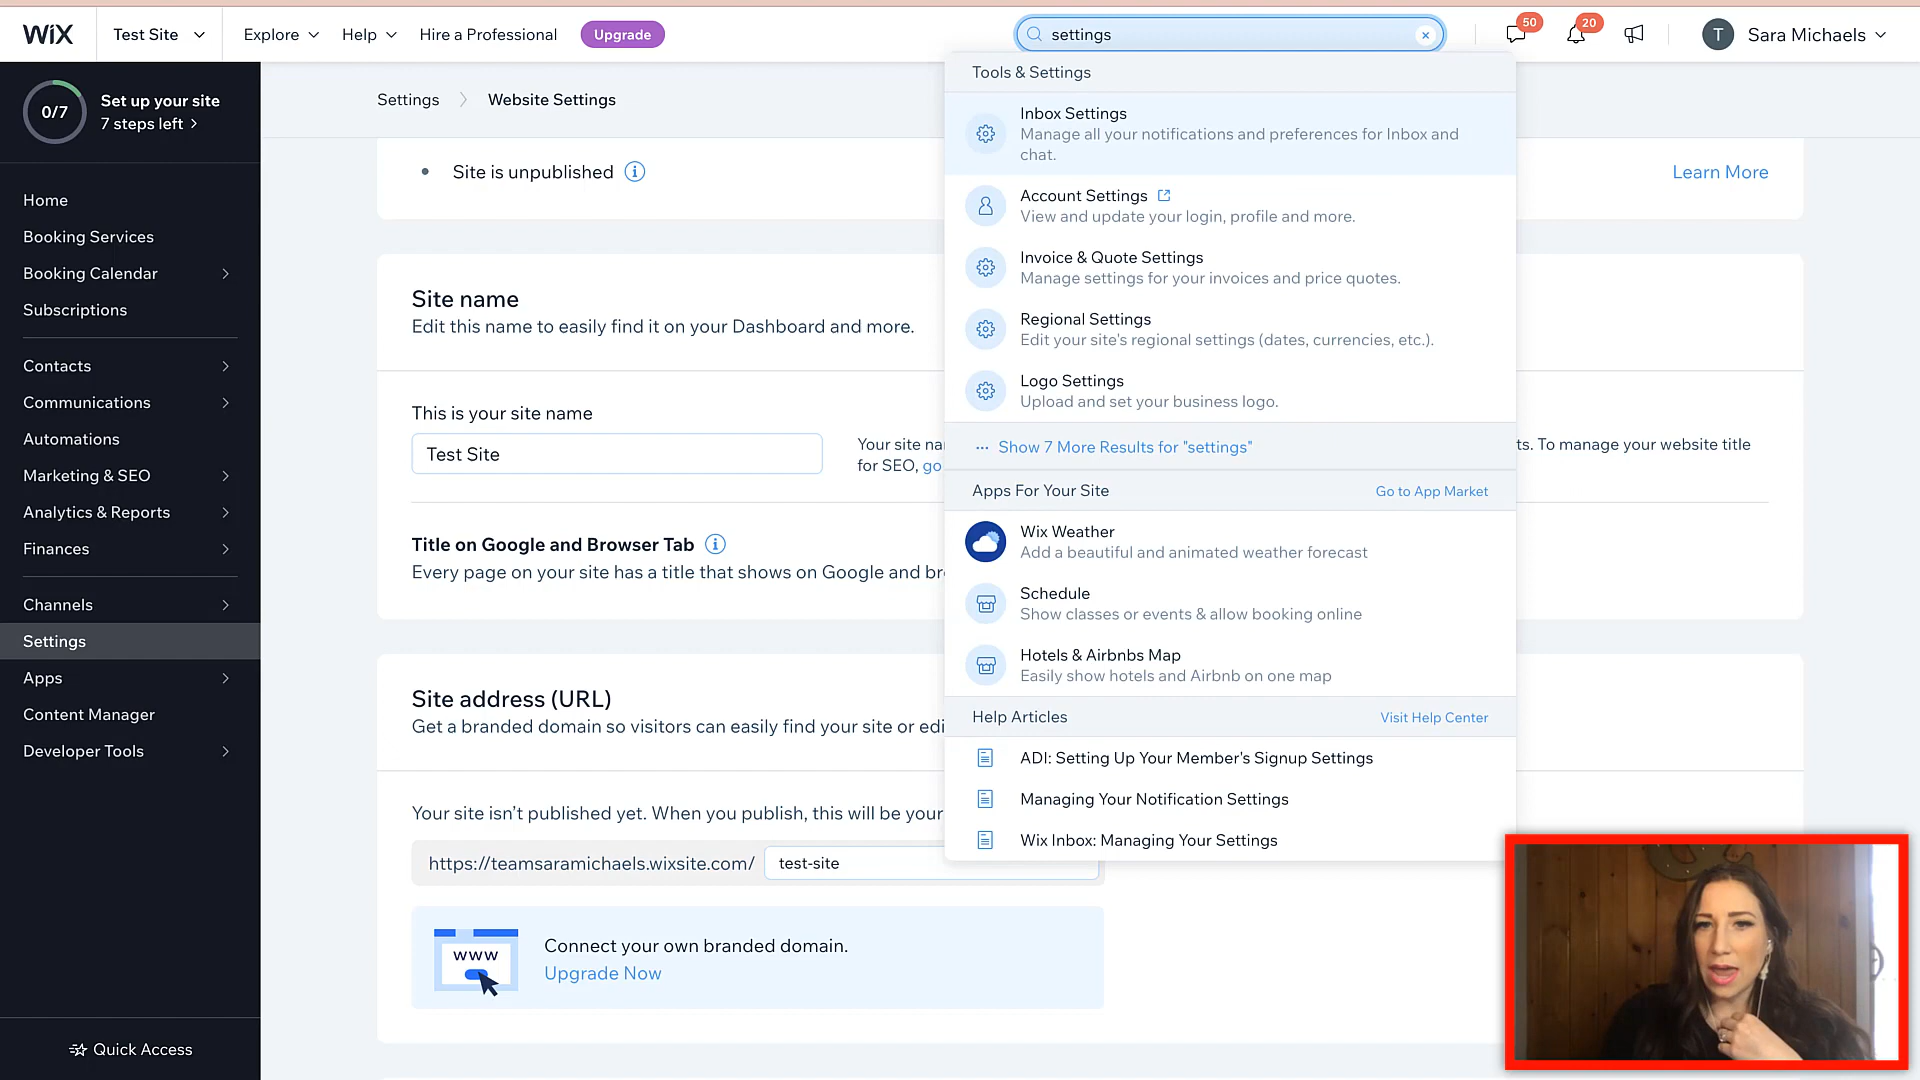 WiX
Test Site
Explore
Help
Hire a Professional
Upgrade
settings
50
20
T
Sara Michaels
0/7
Set up your site
7 steps left
Home
Booking Services
Booking Calendar
Subscriptions
Contacts
Communications
Automations
Marketing & SEO
Analytics & Reports
Finances
Channels
Settings
Apps
Content Manager
Developer Tools
Quick Access
Settings
Website Settings
Site is unpublished
Learn More
Site name
Edit this name to easily find it on your Dashboard and more.
This is your site name
Test Site
Your site na
ts. To manage your website title
for SEO, go
Title on Google and Browser Tab
Every page on your site has a title that shows on Google and br
Site address (URL)
Get a branded domain so visitors can easily find your site or edi
Your site isn't published yet. When you publish, this will be your
https://teamsaramichaels.wixsite.com/
test-site
www
Connect your own branded domain.
Upgrade Now
Tools & Settings
Inbox Settings
Manage all your notifications and preferences for Inbox and
chat.
Account Settings
View and update your login, profile and more.
Invoice & Quote Settings
Manage settings for your invoices and price quotes.
Regional Settings
Edit your site's regional settings (dates, currencies, etc.).
Logo Settings
Upload and set your business logo.
Show 7 More Results for "settings"
Apps For Your Site
Go to App Market
Wix Weather
Add a beautiful and animated weather forecast
Schedule
Show classes or events & allow booking online
Hotels & Airbnbs Map
Easily show hotels and Airbnb on one map
Help Articles
Visit Help Center
ADI: Setting Up Your Member's Signup Settings
Managing Your Notification Settings
Wix Inbox: Managing Your Settings